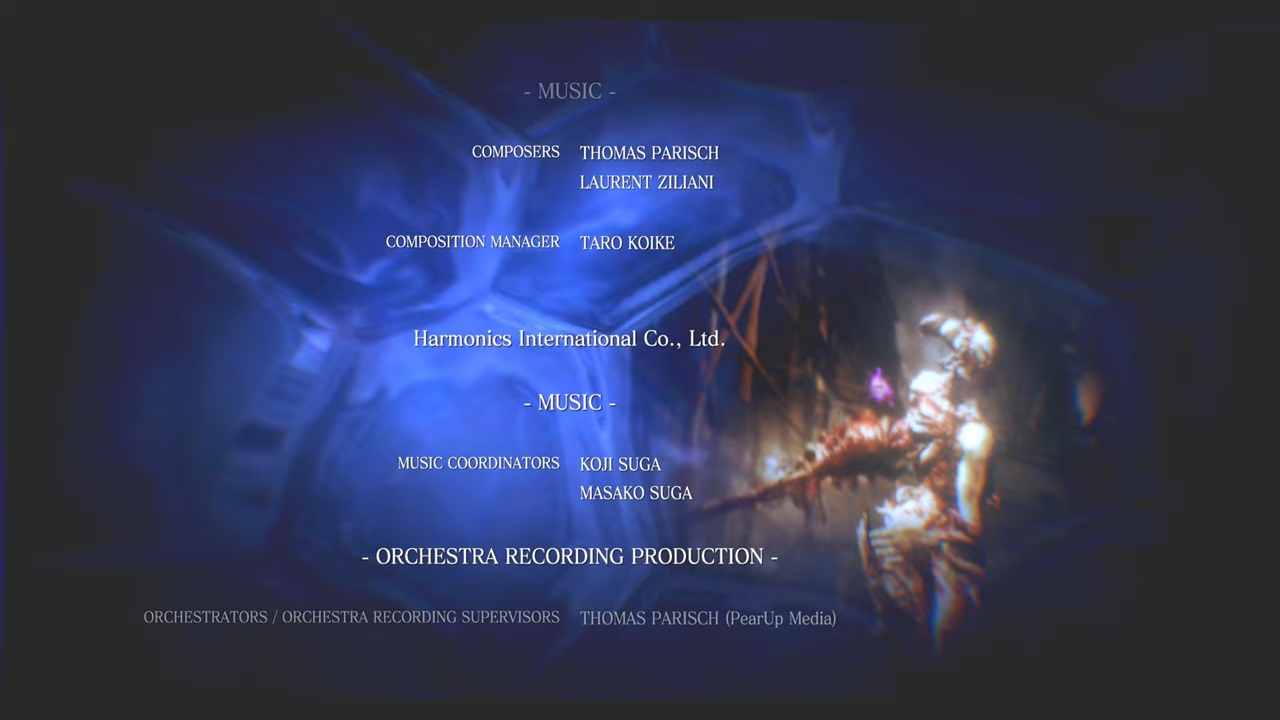 - MUSIC -
COMPOSERS THOMAS PARISCH
LAURENT ZILIANI
COMPOSITION MANAGER TARO KOIKE
Harmonics International Co., Ltd.
- MUSIC -
MUSIC COORDINATORS KOJI SUGA
MASAKO SUGA
- ORCHESTRA RECORDING PRODUCTION -
ORCHESTRATORS / ORCHESTRA RECORDING SUPERVISORS THOMAS PARISCH (PearUp Media)